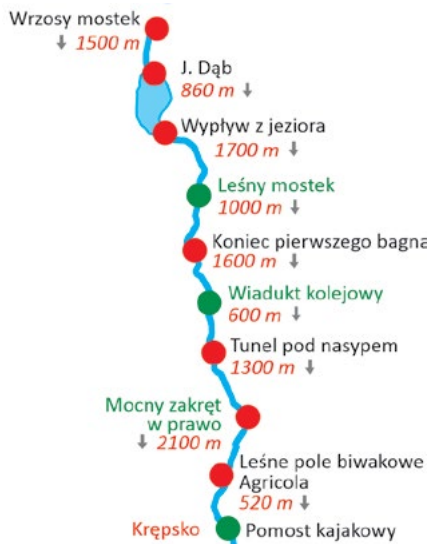 Wrzosy mostek
↓ 1500 m
J. Dąb
860 m ↓
Wypływ z jeziora
1700 m ↓
Leśny mostek
1000 m ↓
Koniec pierwszego bagna
1600 m ↓
Wiadukt kolejowy
600 m ↓
Tunel pod nasypem
1300 m ↓
Mocny zakręt
w prawo
↓ 2100 m
Leśne pole biwakowe
Agricola
520 m ↓
Krępsko Pomost kajakowy